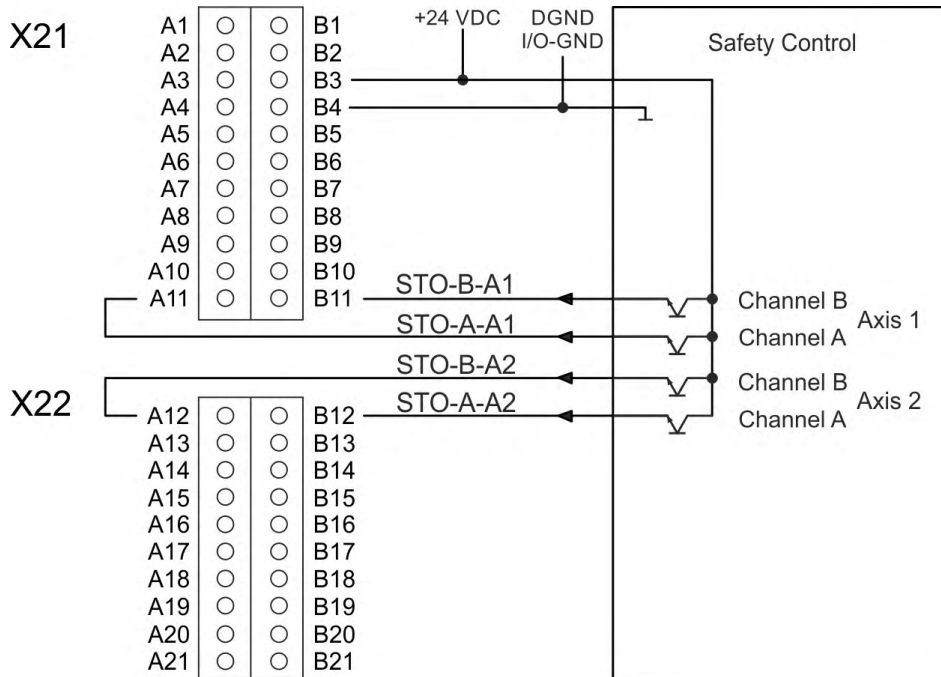 X21
+24 VDC
DGND
I/O-GND
Safety Control
A1 B1
A2 B2
A3 B3
A4 B4
A5 B5
A6 B6
A7 B7
A8 B8
A9 B9
A10 B10
A11 B11
STO-B-A1
Channel B
Axis 1
STO-A-A1
Channel A
STO-B-A2
Channel B
Axis 2
X22
STO-A-A2
Channel A
A12 B12
A13 B13
A14 B14
A15 B15
A16 B16
A17 B17
A18 B18
A19 B19
A20 B20
A21 B21